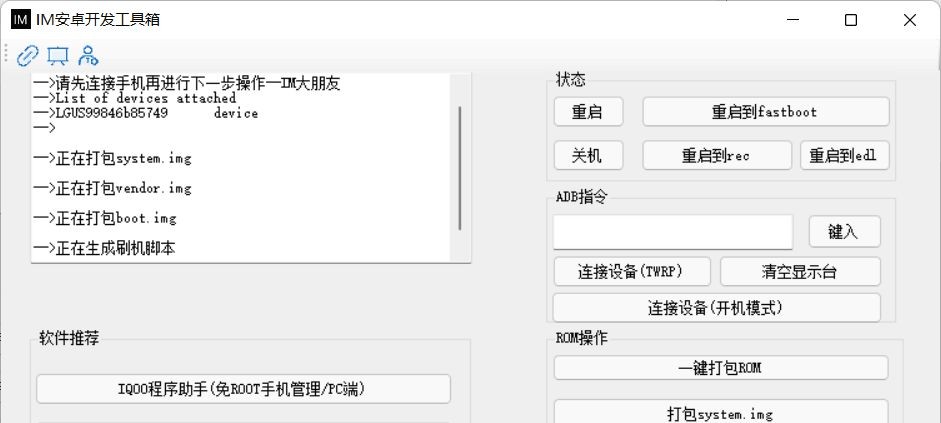 IM IM安卓开发工具箱
—>请先连接手机再进行下一步操作—IM大朋友
—>List of devices attached
—>LGUS99846b85749 device
—>
—>正在打包system.img
—>正在打包vendor.img
—>正在打包boot.img
—>正在生成刷机脚本
状态
重启 重启到fastboot
关机 重启到rec 重启到edl
ADB指令
键入
连接设备(TWRP) 清空显示台
连接设备(开机模式)
软件推荐
IQOO程序助手(免ROOT手机管理/PC端)
ROM操作
一键打包ROM
打包system.img